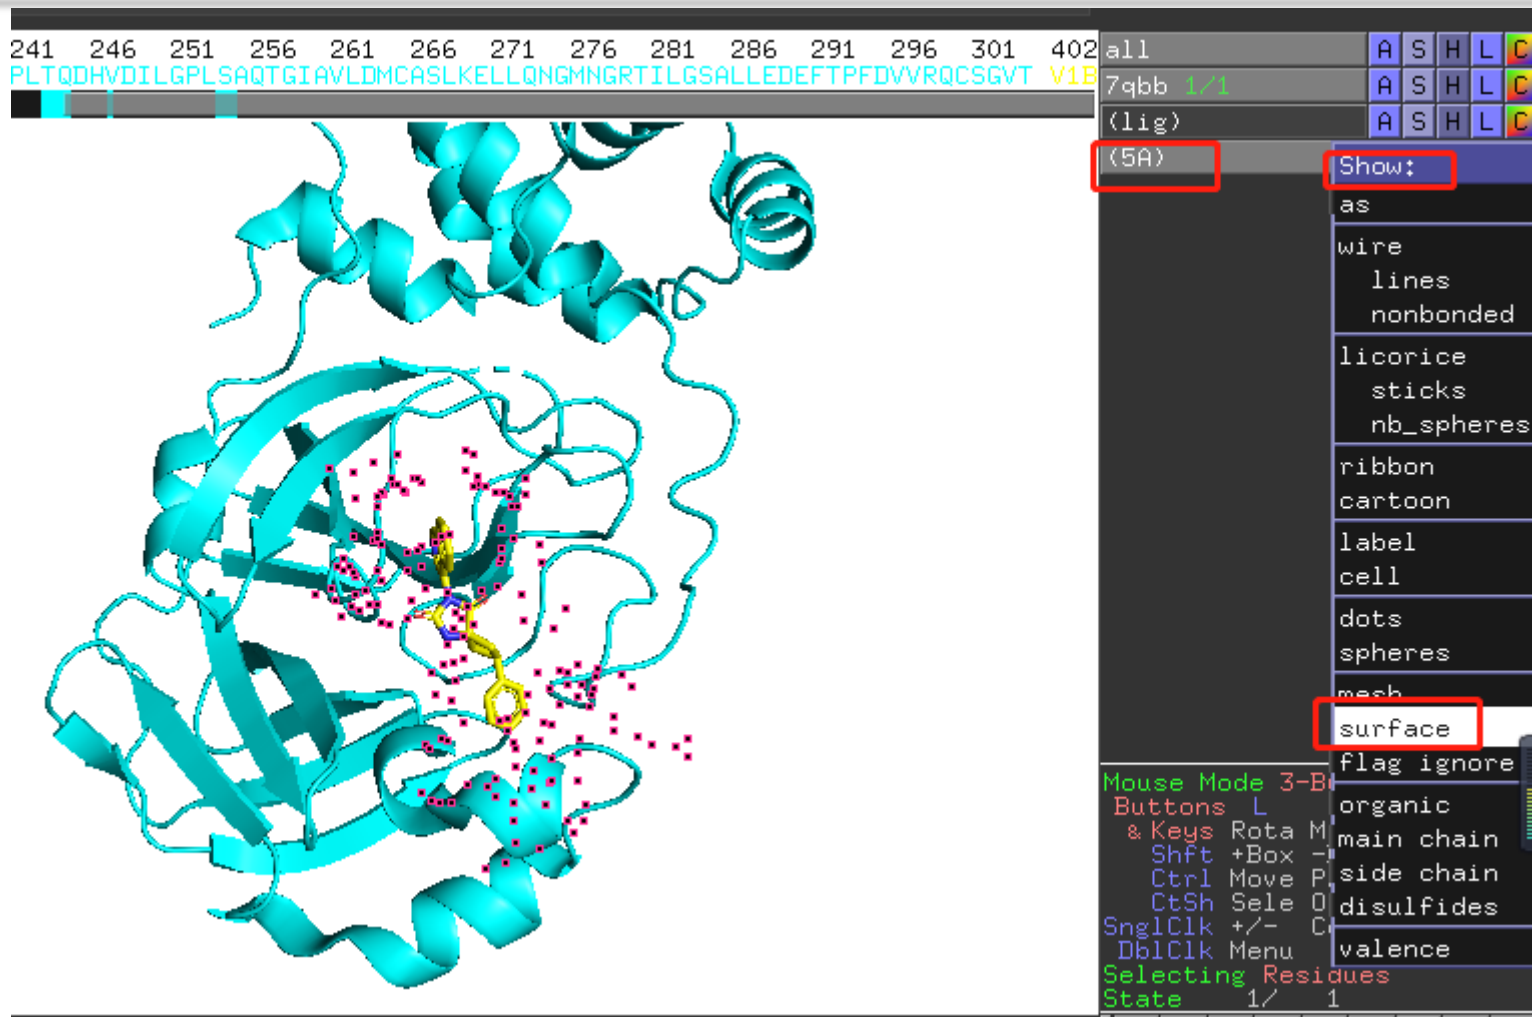 241 246 251 256 261 266 271 276 281 286 291 296 301 402
PLTQDHVDILGPLSAQTGIAVLDMCASLKELLQNGMNGRTILGSALLEDEFTPFDVVRQCSGVT V1B
all A S H L C
7qbb 1/1 A S H L C
(lig) A S H L C
(5A)
Show:
as
wire
lines
nonbonded
licorice
sticks
nb_spheres
ribbon
cartoon
label
cell
dots
spheres
mesh
surface
flag ignore
organic
main chain
side chain
disulfides
valence
Mouse Mode 3-B
Buttons L
& Keys Rota M
Shft +Box -
Ctrl Move P
CtSh Sele O
SnglClk +/- C
DblClk Menu
Selecting Residues
State 1/ 1